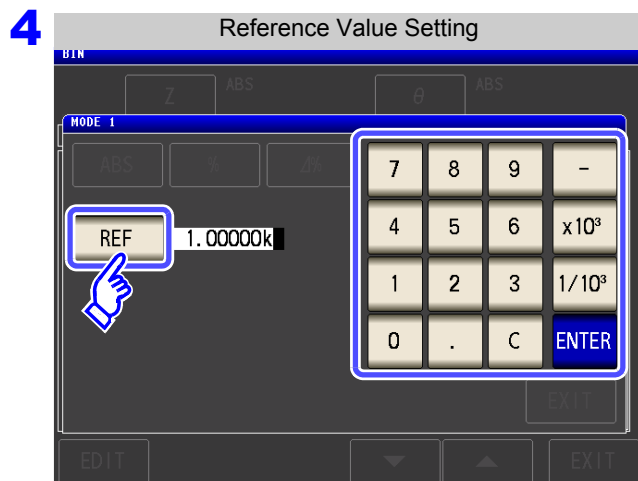 4
Reference Value Setting
BIN
Z ABS θ ABS
MODE 1
ABS % Δ%
7 8 9 -
REF 1.00000k
4 5 6 x10³
1 2 3 1/10³
0 . C ENTER
EXIT
EDIT EXIT